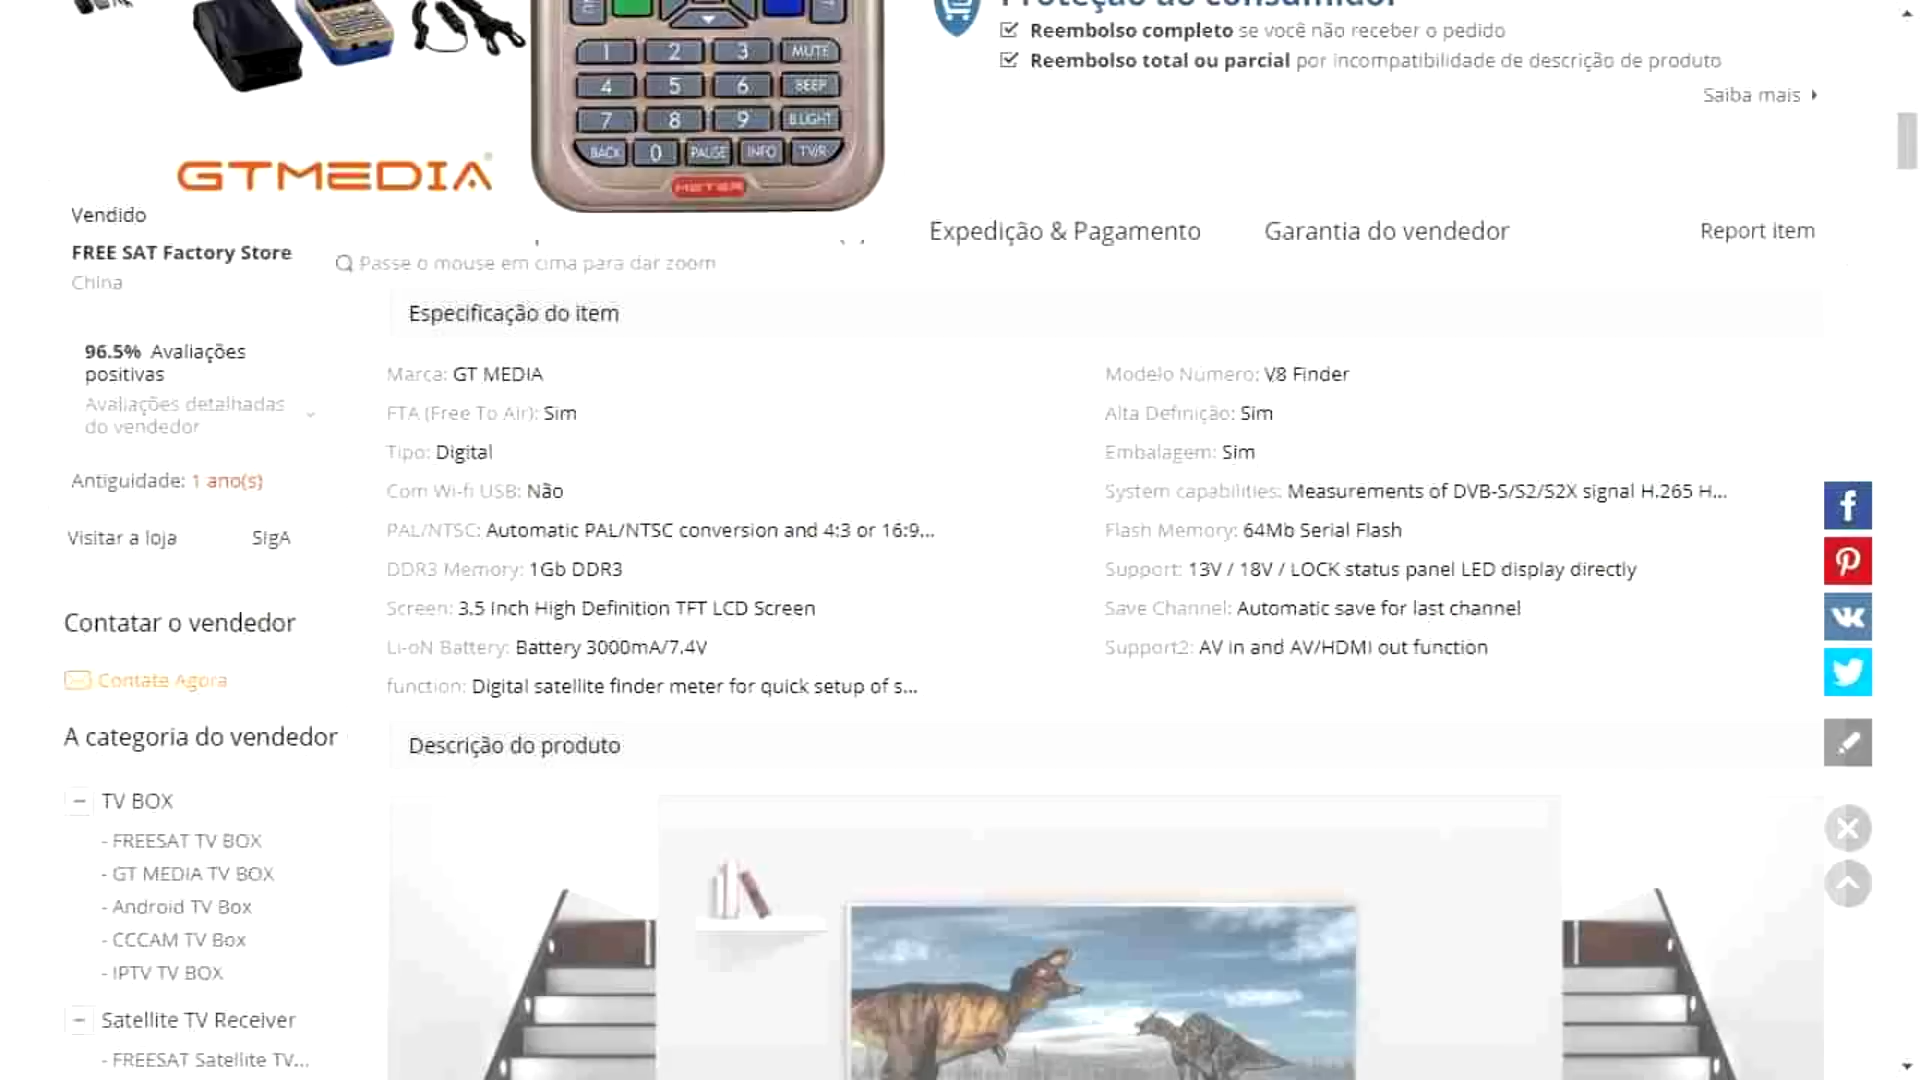 Reembolso completo se você não receber o pedido
Reembolso total ou parcial por incompatibilidade de descrição de produto
Saiba mais
1 2 3 MUTE
4 5 6 BEEP
7 8 9 B.LIGHT
BACK 0 PAUSE INFO TV/R
METER
GTMEDIA
Vendido
FREE SAT Factory Store
China
Passe o mouse em cima para dar zoom
Expedição & Pagamento
Garantia do vendedor
Report item
Especificação do item
96.5% Avaliações
positivas
Avaliações detalhadas
do vendedor
Antiguidade: 1 ano(s)
Visitar a loja
SigA
Contatar o vendedor
Contate Agora
Marca: GT MEDIA
Modelo Número: V8 Finder
FTA (Free To Air): Sim
Alta Definição: Sim
Tipo: Digital
Embalagem: Sim
Com Wi-fi USB: Não
System capabilities: Measurements of DVB-S/S2/S2X signal H.265 H...
PAL/NTSC: Automatic PAL/NTSC conversion and 4:3 or 16:9...
Flash Memory: 64Mb Serial Flash
DDR3 Memory: 1Gb DDR3
Support: 13V / 18V / LOCK status panel LED display directly
Screen: 3.5 Inch High Definition TFT LCD Screen
Save Channel: Automatic save for last channel
Li-oN Battery: Battery 3000mA/7.4V
Support2: AV in and AV/HDMI out function
function: Digital satellite finder meter for quick setup of s...
A categoria do vendedor
TV BOX
- FREESAT TV BOX
- GT MEDIA TV BOX
- Android TV Box
- CCCAM TV Box
- IPTV TV BOX
Satellite TV Receiver
- FREESAT Satellite TV...
Descrição do produto